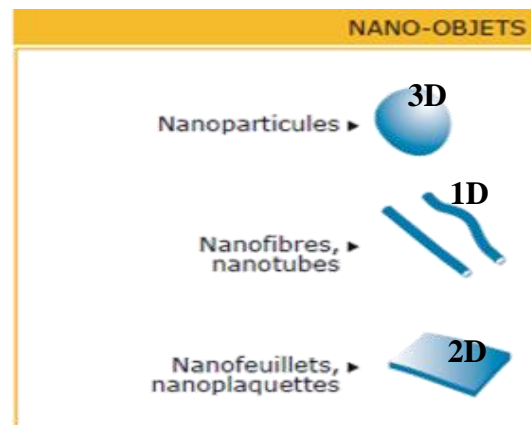 NANO-OBJETS
3D
Nanoparticules ▸
1D
Nanofibres, ▸
nanotubes
2D
Nanofeuillets, ▸
nanoplaquettes